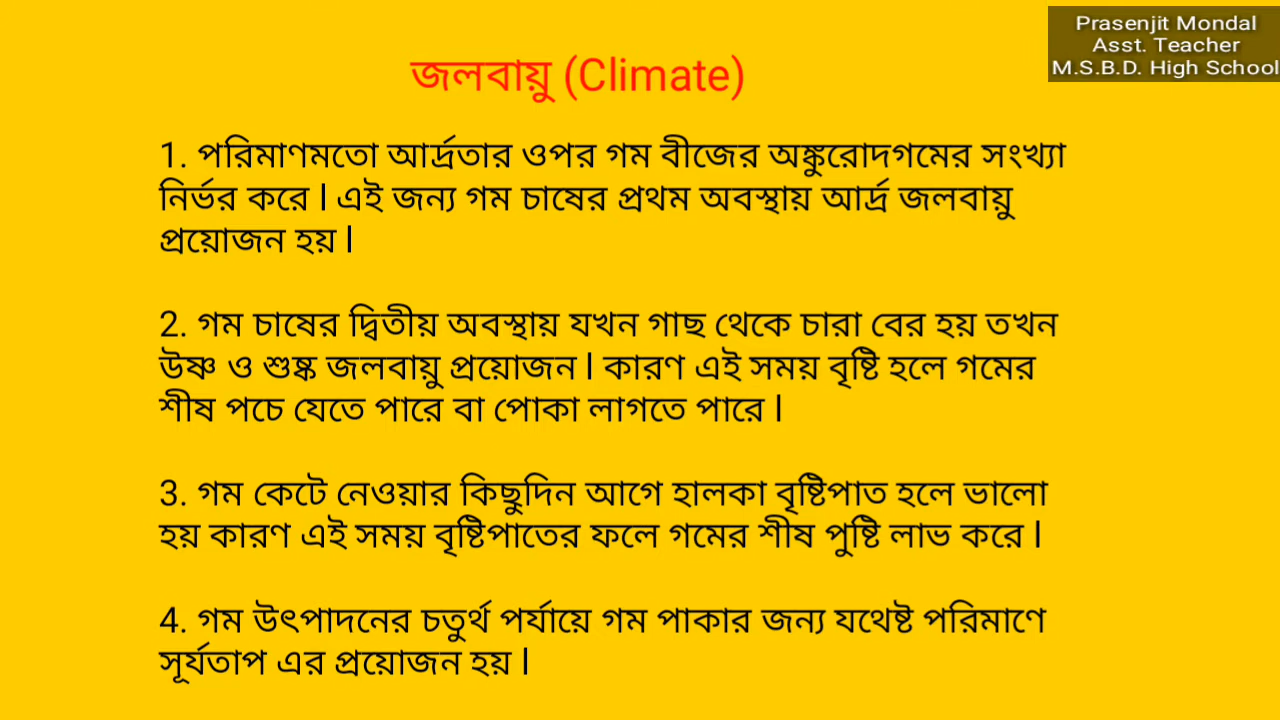 Prasenjit Mondal
Asst. Teacher
M.S.B.D. High School
জলবায়ু (Climate)
1. পরিমাণমতো আর্দ্রতার ওপর গম বীজের অঙ্কুরোদগমের সংখ্যা
নির্ভর করে l এই জন্য গম চাষের প্রথম অবস্থায় আর্দ্র জলবায়ু
প্রয়োজন হয় l
2. গম চাষের দ্বিতীয় অবস্থায় যখন গাছ থেকে চারা বের হয় তখন
উষ্ণ ও শুষ্ক জলবায়ু প্রয়োজন l কারণ এই সময় বৃষ্টি হলে গমের
শীষ পচে যেতে পারে বা পোকা লাগতে পারে l
3. গম কেটে নেওয়ার কিছুদিন আগে হালকা বৃষ্টিপাত হলে ভালো
হয় কারণ এই সময় বৃষ্টিপাতের ফলে গমের শীষ পুষ্টি লাভ করে l
4. গম উৎপাদনের চতুর্থ পর্যায়ে গম পাকার জন্য যথেষ্ট পরিমাণে
সূর্যতাপ এর প্রয়োজন হয় l